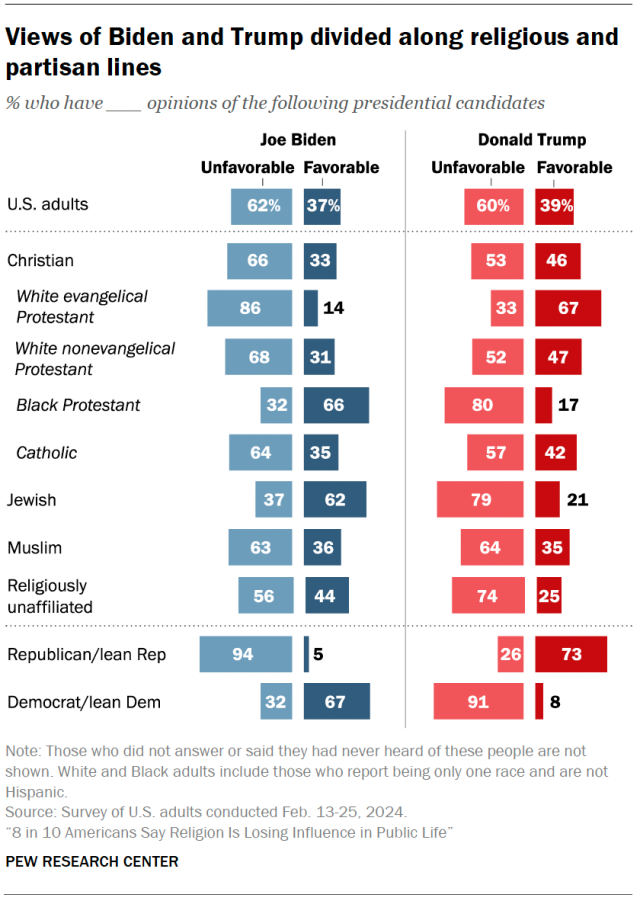 Views of Biden and Trump divided along religious and
partisan lines
% who have ___ opinions of the following presidential candidates
Joe Biden Donald Trump
Unfavorable Favorable Unfavorable Favorable
U.S. adults 62% 37% 60% 39%
Christian 66 33 53 46
White evangelical
Protestant 86 14 33 67
White nonevangelical
Protestant 68 31 52 47
Black Protestant 32 66 80 17
Catholic 64 35 57 42
Jewish 37 62 79 21
Muslim 63 36 64 35
Religiously
unaffiliated 56 44 74 25
Republican/lean Rep 94 5 26 73
Democrat/lean Dem 32 67 91 8
Note: Those who did not answer or said they had never heard of these people are not
shown. White and Black adults include those who report being only one race and are not
Hispanic.
Source: Survey of U.S. adults conducted Feb. 13-25, 2024.
“8 in 10 Americans Say Religion Is Losing Influence in Public Life”
PEW RESEARCH CENTER